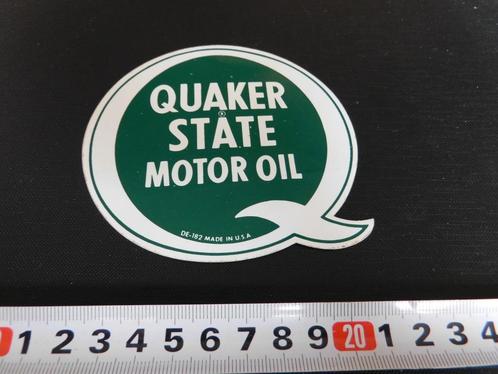 QUAKER
STATE
MOTOR OIL
DE-182 MADE IN U.S.A
1 2 3 4 5 6 7 8 9 20 1 2 3 4